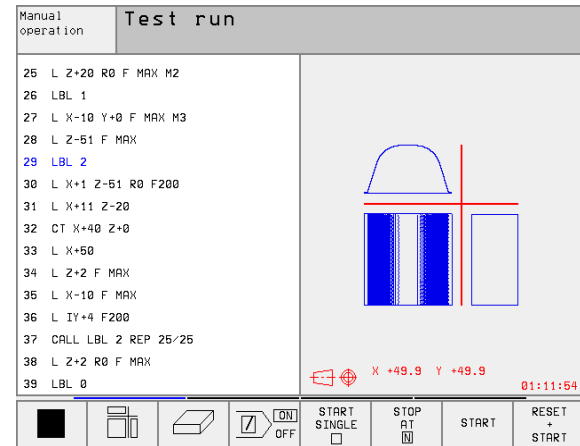 Manual
operation
Test run
25 L Z+20 R0 F MAX M2
26 LBL 1
27 L X-10 Y+0 F MAX M3
28 L Z-51 F MAX
29 LBL 2
30 L X+1 Z-51 R0 F200
31 L X+11 Z-20
32 CT X+40 Z+0
33 L X+50
34 L Z+2 F MAX
35 L X-10 F MAX
36 L IY+4 F200
37 CALL LBL 2 REP 25/25
38 L Z+2 R0 F MAX
39 LBL 0
X +49.9 Y +49.9
01:11:54
ON
OFF
START
SINGLE
STOP
AT
N
START
RESET
+
START